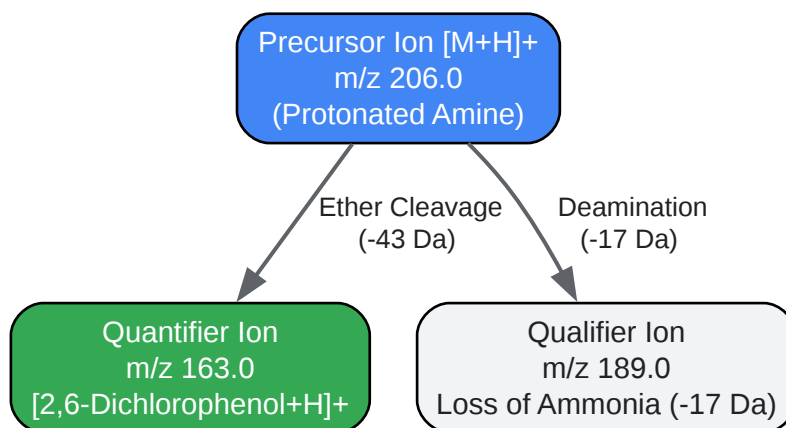 Precursor Ion [M+H]+
m/z 206.0
(Protonated Amine)
Ether Cleavage
(-43 Da)
Deamination
(-17 Da)
Quantifier Ion
m/z 163.0
[2,6-Dichlorophenol+H]+
Qualifier Ion
m/z 189.0
Loss of Ammonia (-17 Da)